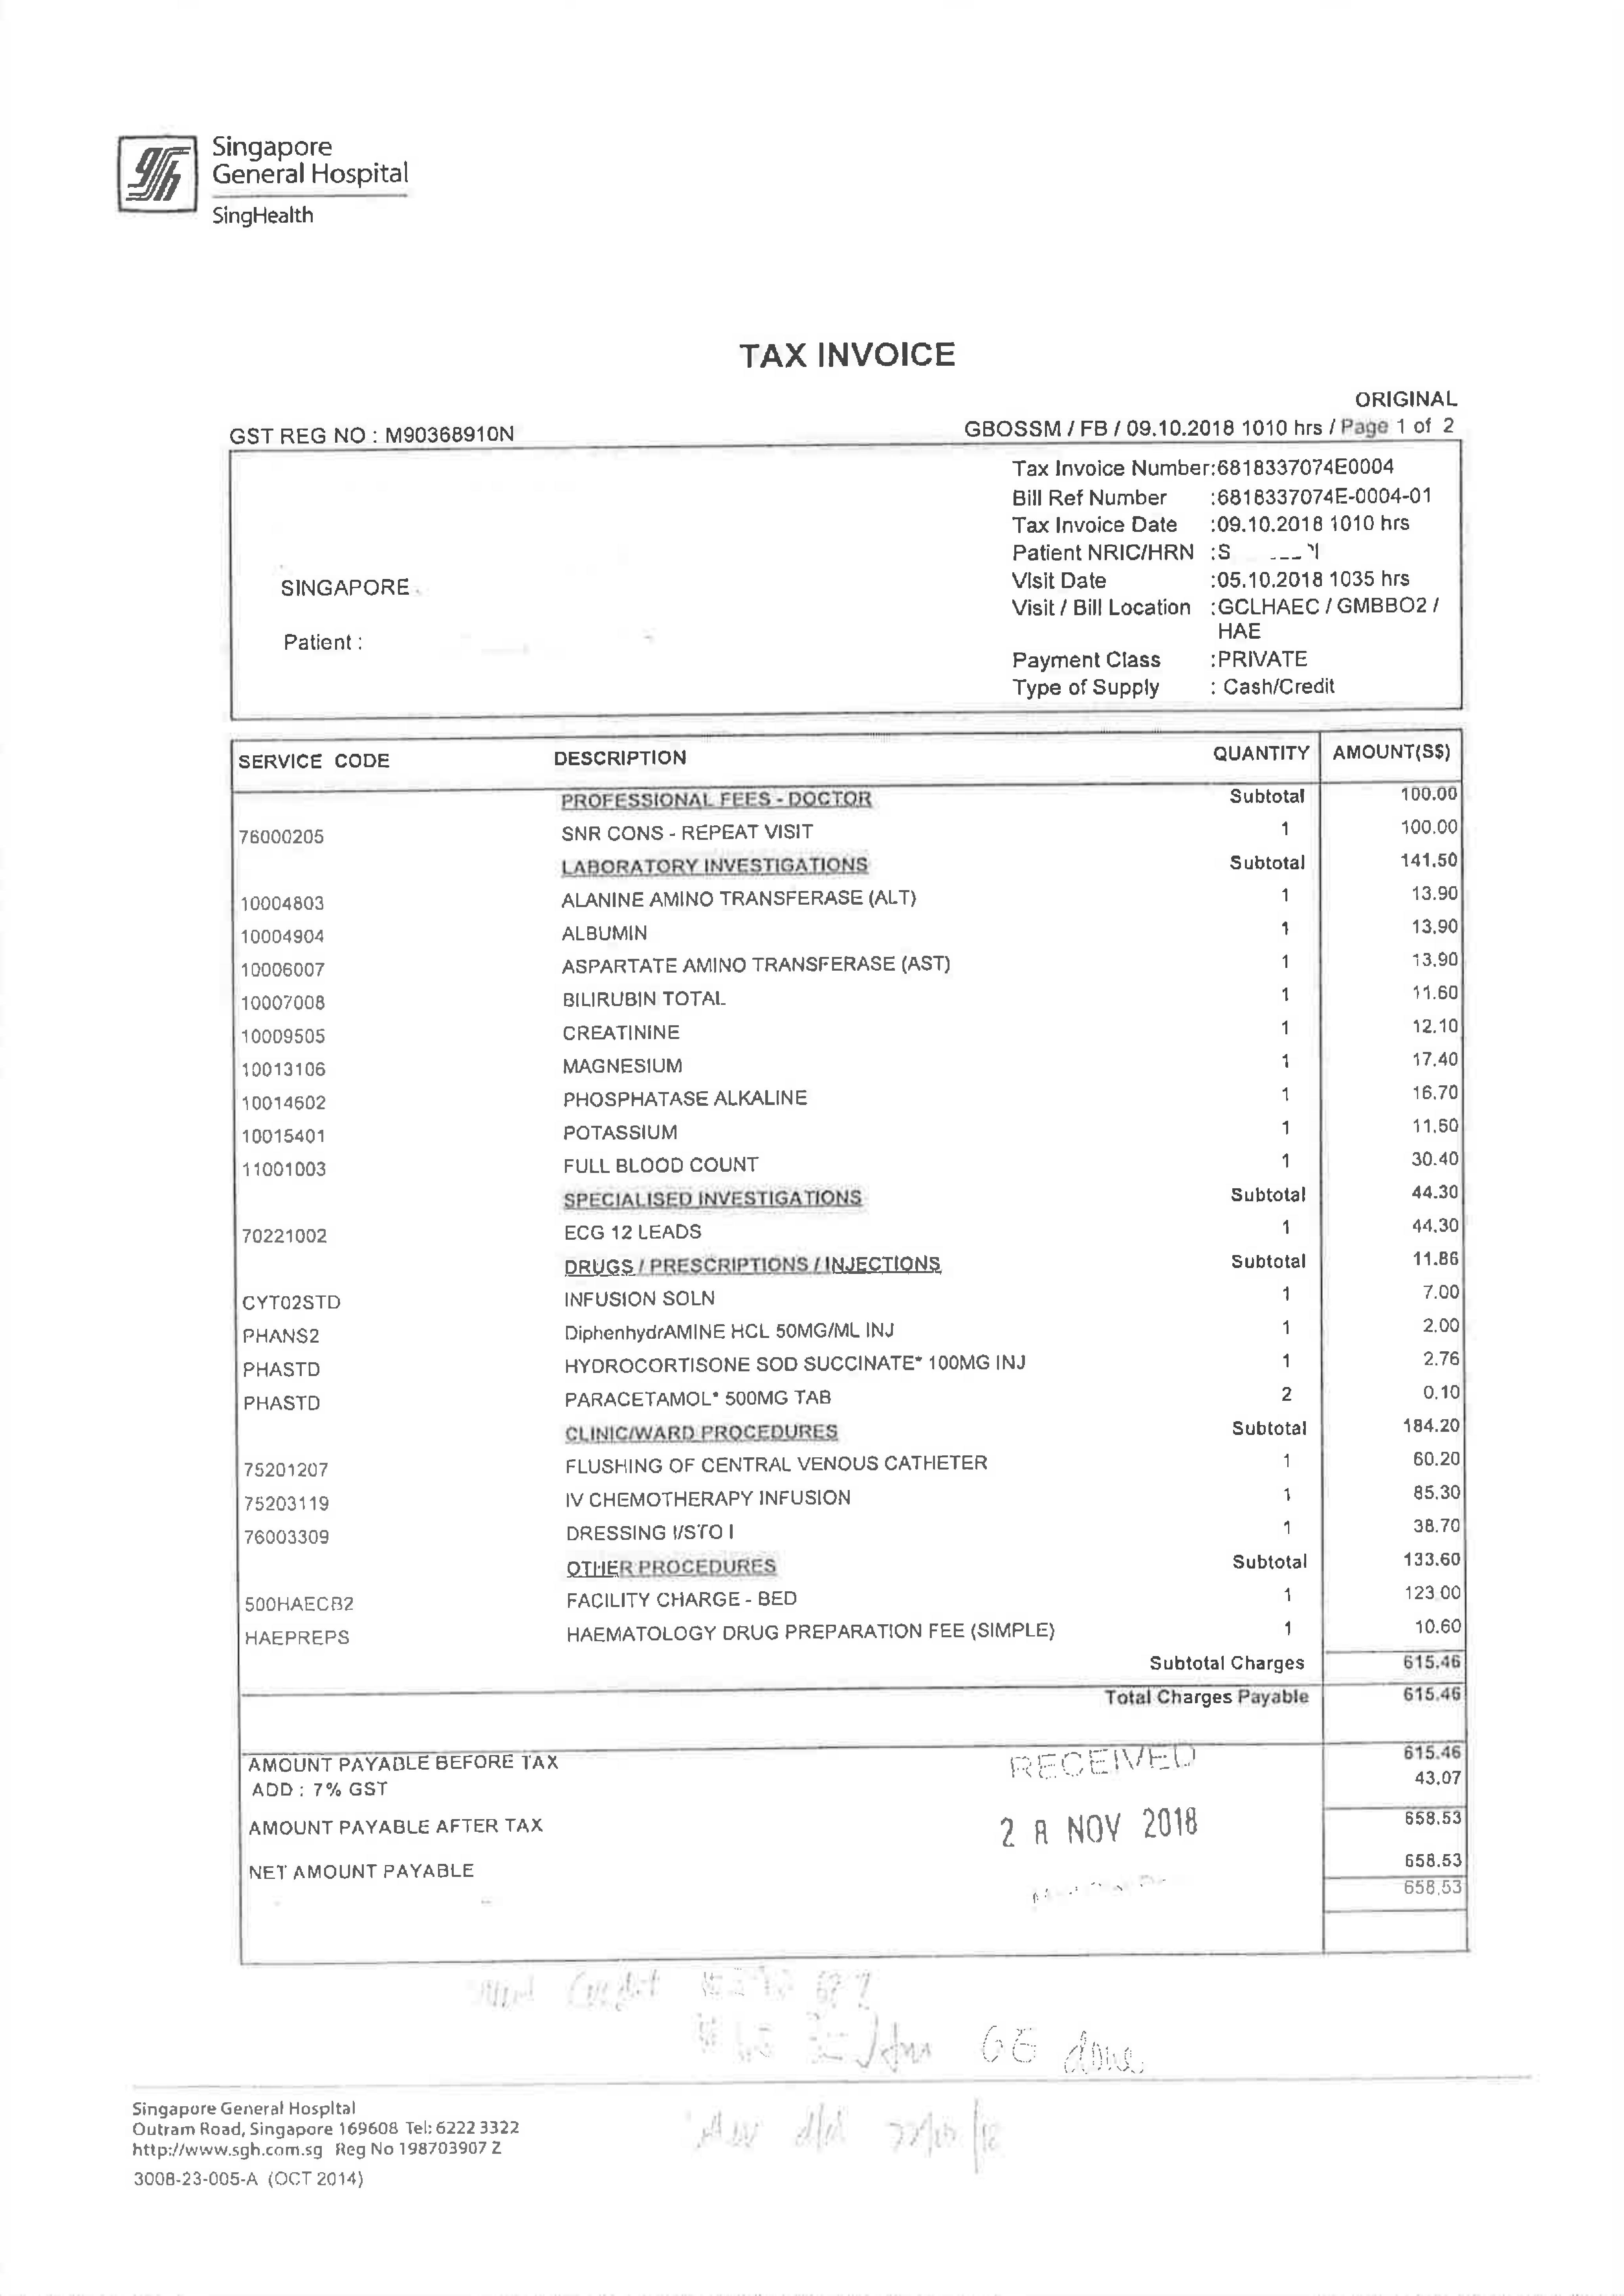 Singapore
General Hospital
SingHealth
TAX INVOICE
ORIGINAL
GST REG NO : M90368910N
GBOSSM / FB / 09.10.2018 1010 hrs / Page 1 of 2
Tax Invoice Number:6818337074E0004
Bill Ref Number :6818337074E-0004-01
Tax Invoice Date :09.10.2018 1010 hrs
Patient NRIC/HRN :S
SINGAPORE
Visit Date :05.10.2018 1035 hrs
Visit / Bill Location :GCLHAEC / GMBBO2 /
HAE
Patient :
Payment Class :PRIVATE
Type of Supply : Cash/Credit
SERVICE CODE DESCRIPTION QUANTITY AMOUNT(S$)
PROFESSIONAL FEES - DOCTOR Subtotal 100.00
76000205 SNR CONS - REPEAT VISIT 1 100.00
LABORATORY INVESTIGATIONS Subtotal 141.50
10004803 ALANINE AMINO TRANSFERASE (ALT) 1 13.90
10004904 ALBUMIN 1 13.90
10006007 ASPARTATE AMINO TRANSFERASE (AST) 1 13.90
10007008 BILIRUBIN TOTAL 1 11.60
10009505 CREATININE 1 12.10
10013106 MAGNESIUM 1 17.40
10014602 PHOSPHATASE ALKALINE 1 16.70
10015401 POTASSIUM 1 11.60
11001003 FULL BLOOD COUNT 1 30.40
SPECIALISED INVESTIGATIONS Subtotal 44.30
70221002 ECG 12 LEADS 1 44.30
DRUGS / PRESCRIPTIONS / INJECTIONS Subtotal 11.86
CYT02STD INFUSION SOLN 1 7.00
PHANS2 DiphenhydrAMINE HCL 50MG/ML INJ 1 2.00
PHASTD HYDROCORTISONE SOD SUCCINATE* 100MG INJ 1 2.76
PHASTD PARACETAMOL* 500MG TAB 2 0.10
CLINIC/WARD PROCEDURES Subtotal 184.20
75201207 FLUSHING OF CENTRAL VENOUS CATHETER 1 60.20
75203119 IV CHEMOTHERAPY INFUSION 1 85.30
76003309 DRESSING I/STO I 1 38.70
OTHER PROCEDURES Subtotal 133.60
500HAECB2 FACILITY CHARGE - BED 1 123.00
HAEPREPS HAEMATOLOGY DRUG PREPARATION FEE (SIMPLE) 1 10.60
Subtotal Charges 615.46
Total Charges Payable 615.46
AMOUNT PAYABLE BEFORE TAX 615.46
ADD : 7% GST 43.07
RECEIVED
AMOUNT PAYABLE AFTER TAX 658.53
NOV 2018
NET AMOUNT PAYABLE 658.53
658.53
Credit
GE done
Singapore General Hospital
Outram Road, Singapore 169608 Tel: 6222 3322
http://www.sgh.com.sg Reg No 198703907 Z
3008-23-005-A (OCT 2014)